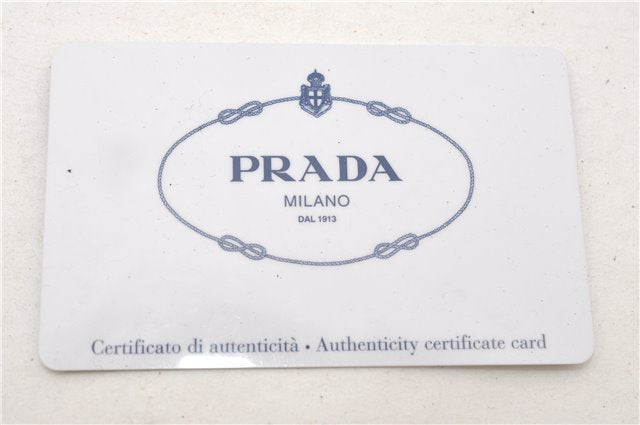 PRADA
MILANO
DAL 1913
Certificato di autenticità • Authenticity certificate card